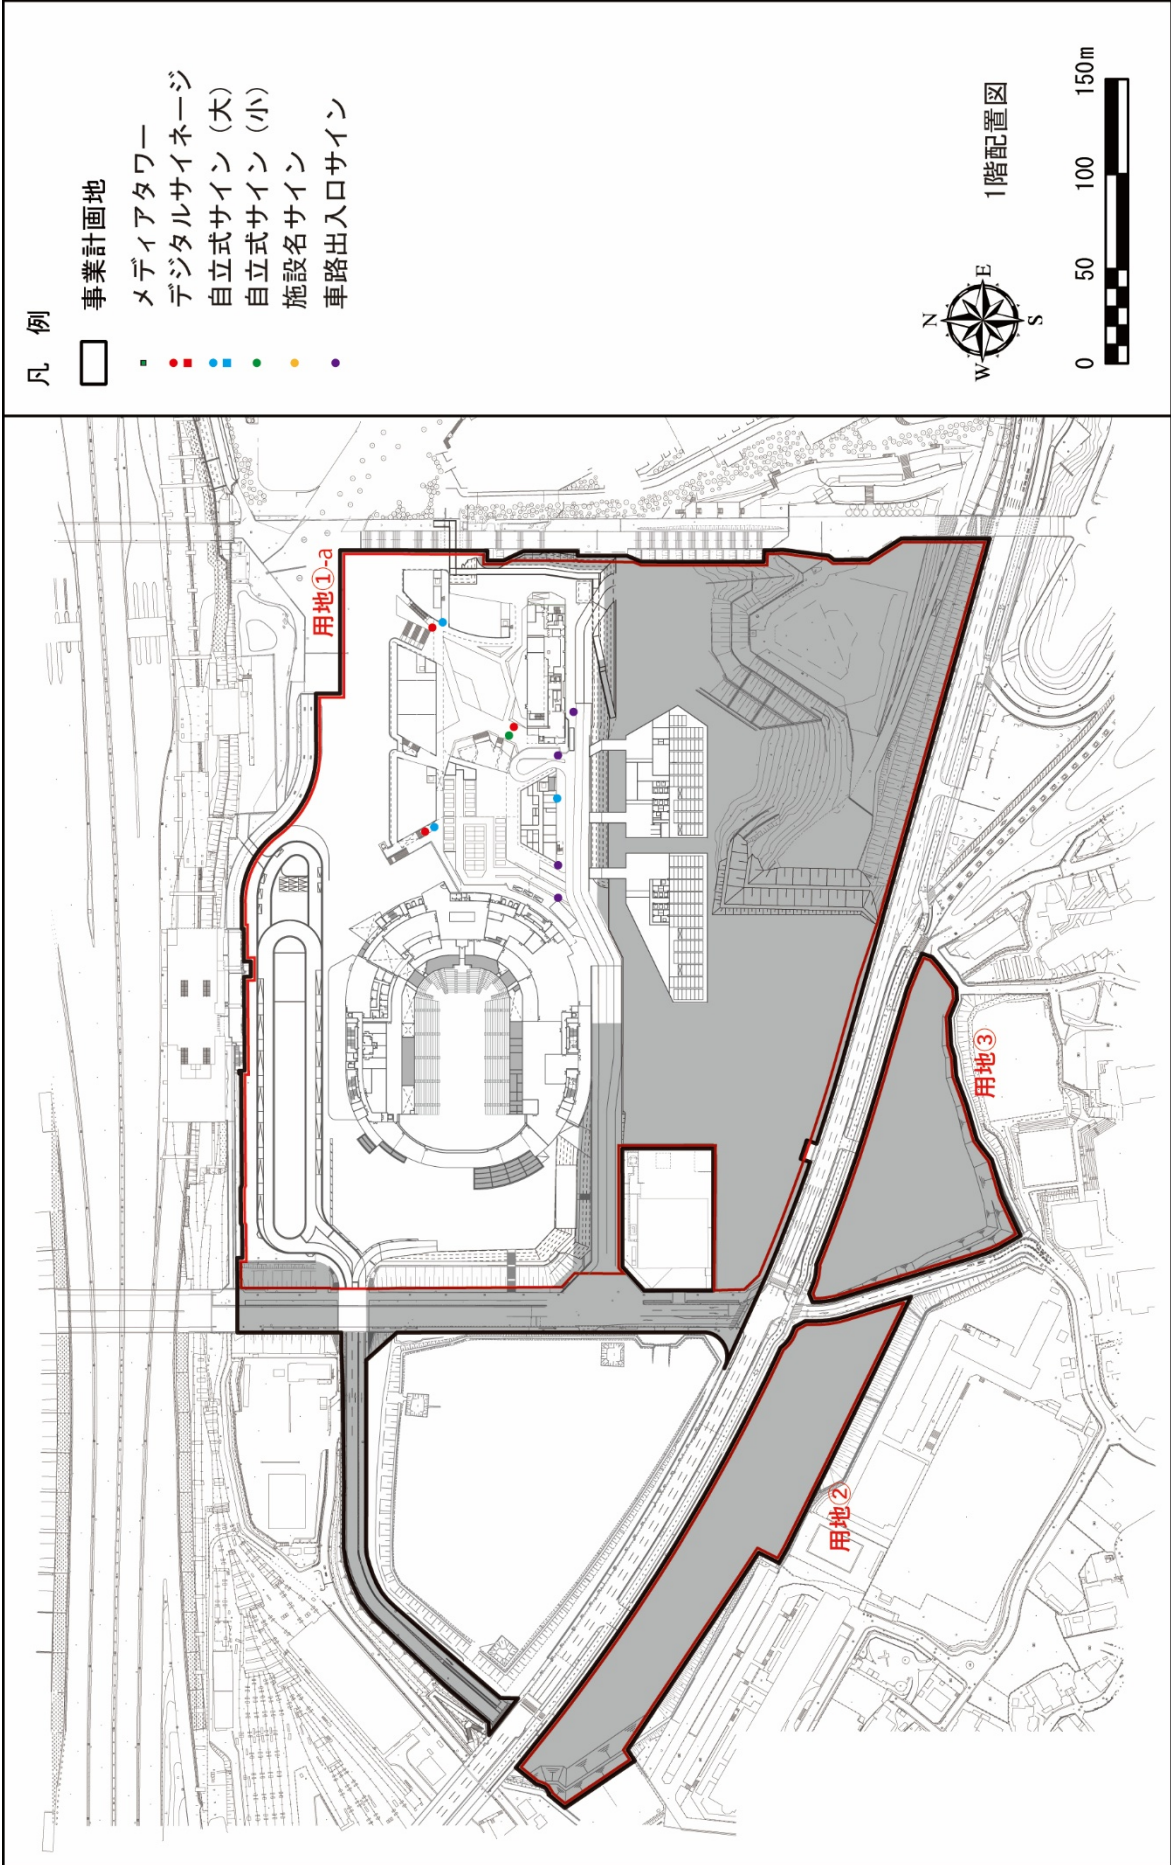 凡 例
事業計画地
メディアタワー
デジタルサイネージ
自立式サイン（大）
自立式サイン（小）
施設名サイン
車路出入口サイン
1階配置図
N
E
S
W
0 50 100 150m
用地①-a
用地②
用地③